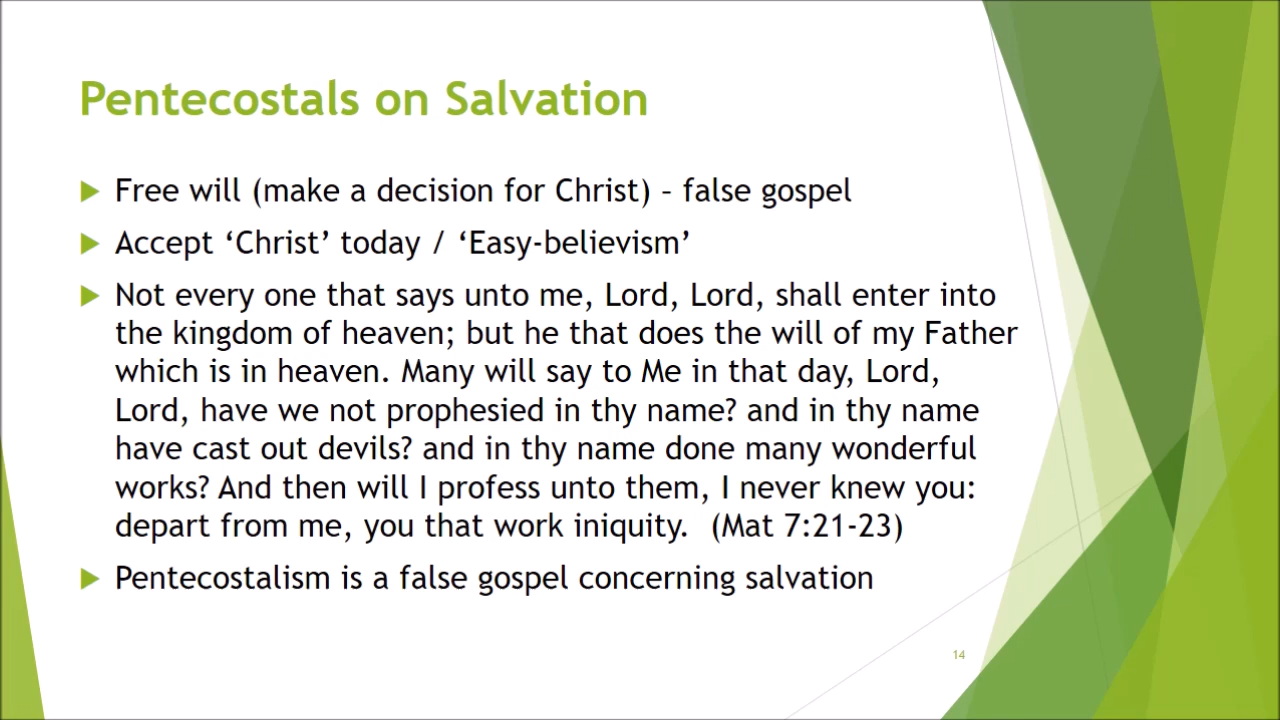 Pentecostals on Salvation
Free will (make a decision for Christ) – false gospel
Accept ‘Christ’ today / ‘Easy-believism’
Not every one that says unto me, Lord, Lord, shall enter into
the kingdom of heaven; but he that does the will of my Father
which is in heaven. Many will say to Me in that day, Lord,
Lord, have we not prophesied in thy name? and in thy name
have cast out devils? and in thy name done many wonderful
works? And then will I profess unto them, I never knew you:
depart from me, you that work iniquity.  (Mat 7:21-23)
Pentecostalism is a false gospel concerning salvation
14